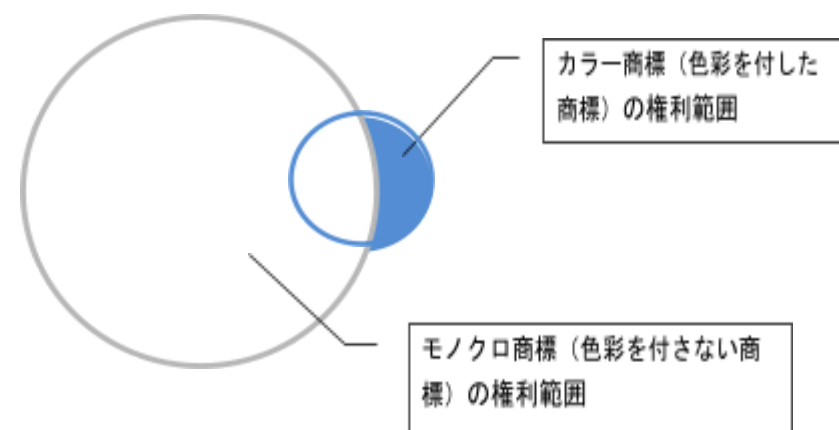 カラー商標（色彩を付した
商標）の権利範囲
モノクロ商標（色彩を付さない商
標）の権利範囲